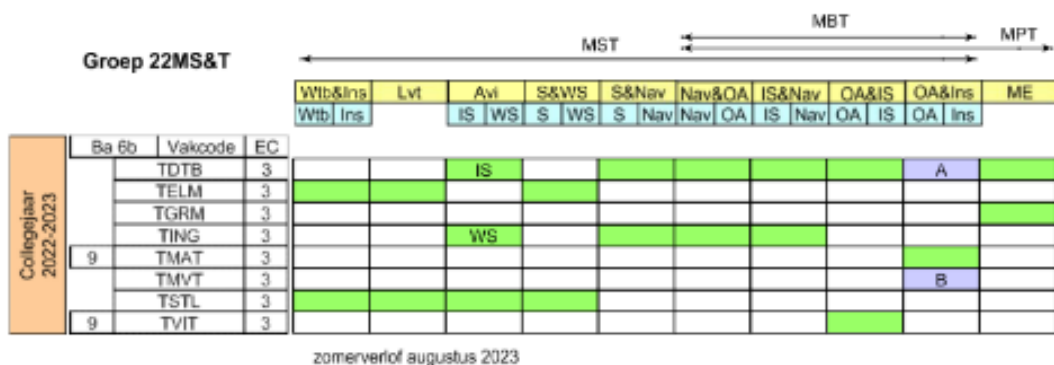 MBT
MST MPT
Groep 22MS&T
Wtb&Ins Lvt Avi S&WS S&Nav Nav&OA IS&Nav OA&IS OA&Ins ME
Wtb Ins IS WS S WS S Nav Nav OA IS Nav OA IS OA Ins
Collegejaar
2022-2023
Ba 6b Vakcode EC
TDTB 3 IS A
TELM 3
TGRM 3
TING 3 WS
9 TMAT 3
TMVT 3 B
TSTL 3
9 TVIT 3
zomerverlof augustus 2023